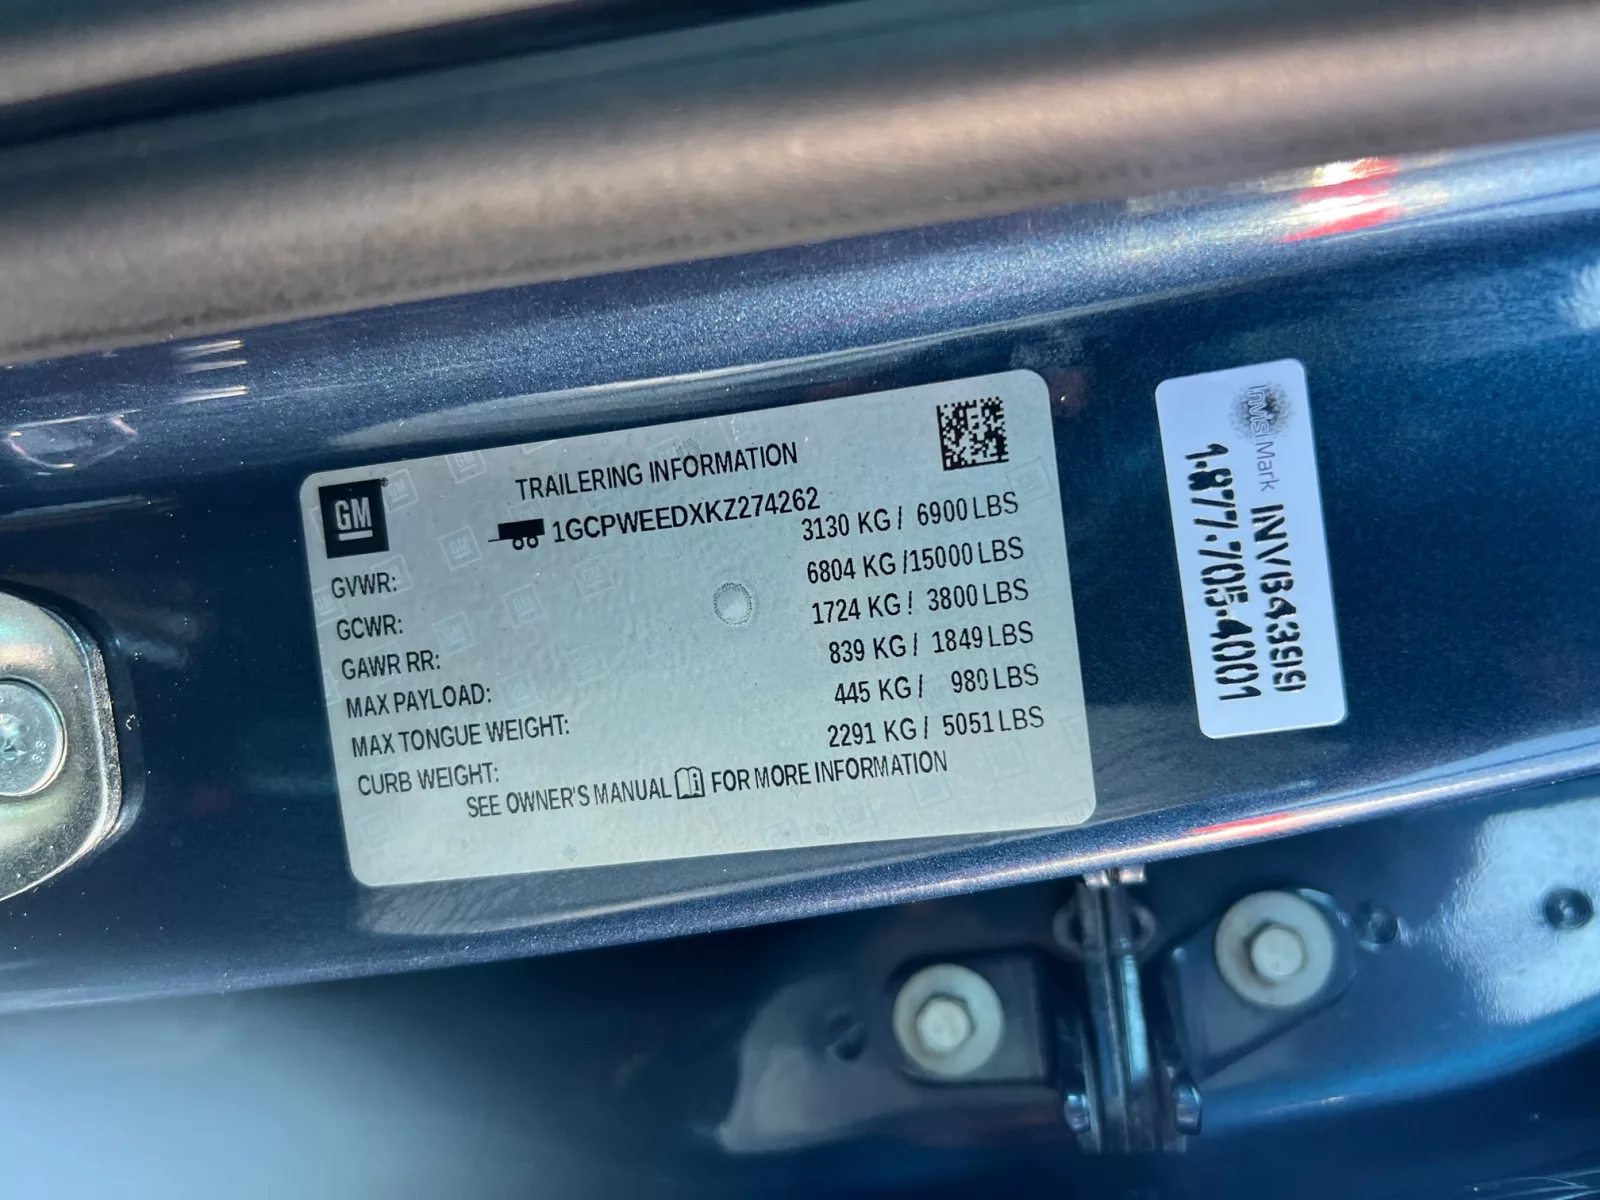 GM
TRAILERING INFORMATION
1GCPWEEDXKZ274262
GVWR: 3130 KG / 6900 LBS
GCWR: 6804 KG /15000 LBS
GAWR RR: 1724 KG / 3800 LBS
MAX PAYLOAD: 839 KG / 1849 LBS
MAX TONGUE WEIGHT: 445 KG / 980 LBS
CURB WEIGHT: 2291 KG / 5051 LBS
SEE OWNER'S MANUAL FOR MORE INFORMATION
InvisiMark INVB43991
1.877.705.4001